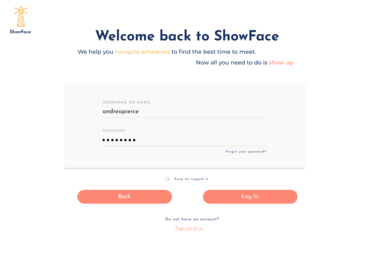 ShowFace
Welcome back to ShowFace
We help you navigate schedules to find the best time to meet.
Now all you need to do is show up
USERNAME OR EMAIL
andreapierce
PASSWORD
Forgot your password?
Keep me logged in
Back
Log In
Do not have an account?
Sign up here